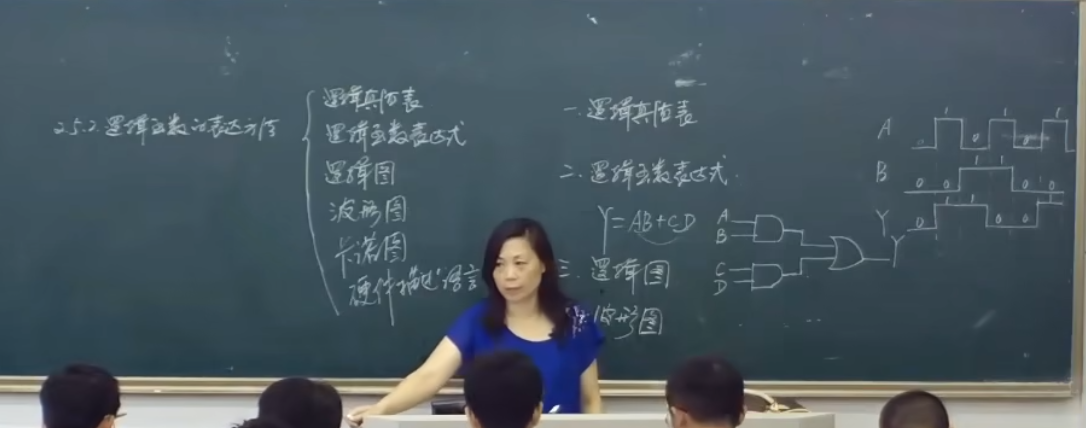 2.5.2 逻辑函数的表达方法
逻辑真值表
逻辑函数表达式
逻辑图
波形图
卡诺图
硬件描述语言
一. 逻辑真值表
二. 逻辑函数表达式.
Y=AB+CD
A
B
C
D
Y
三. 逻辑图
波形图
A 0 1 0 1 0 1
B 0 0 1 1 0 0
Y 0 1 1 0 0